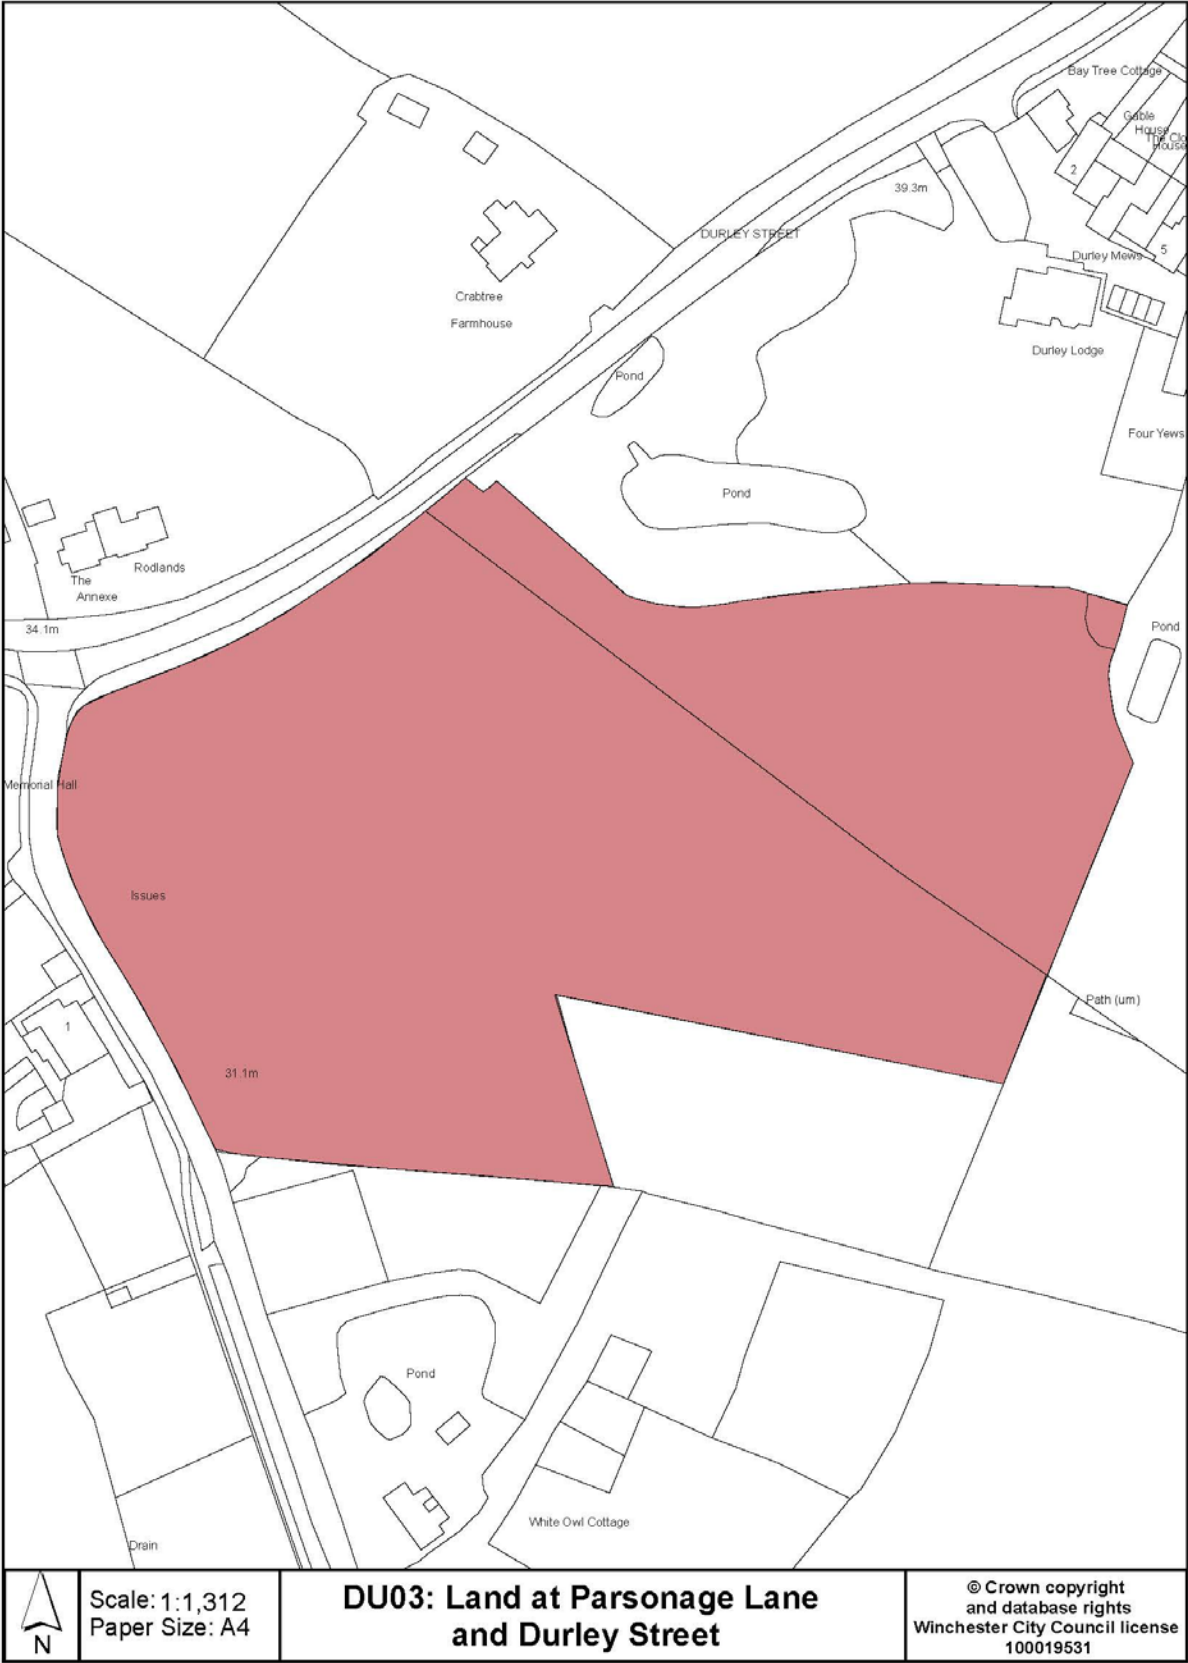 Bay Tree Cottage
Gable
House
The Clo
House
2
39.3m
DURLEY STREET
5
Durley Mews
Crabtree
Farmhouse
Durley Lodge
Pond
Four Yews
Pond
Rodlands
The
Annexe
34.1m
Pond
Memorial Hall
Issues
Path (um)
1
31.1m
Pond
White Owl Cottage
Drain
N
Scale: 1:1,312
Paper Size: A4
DU03: Land at Parsonage Lane
and Durley Street
© Crown copyright
and database rights
Winchester City Council license
100019531